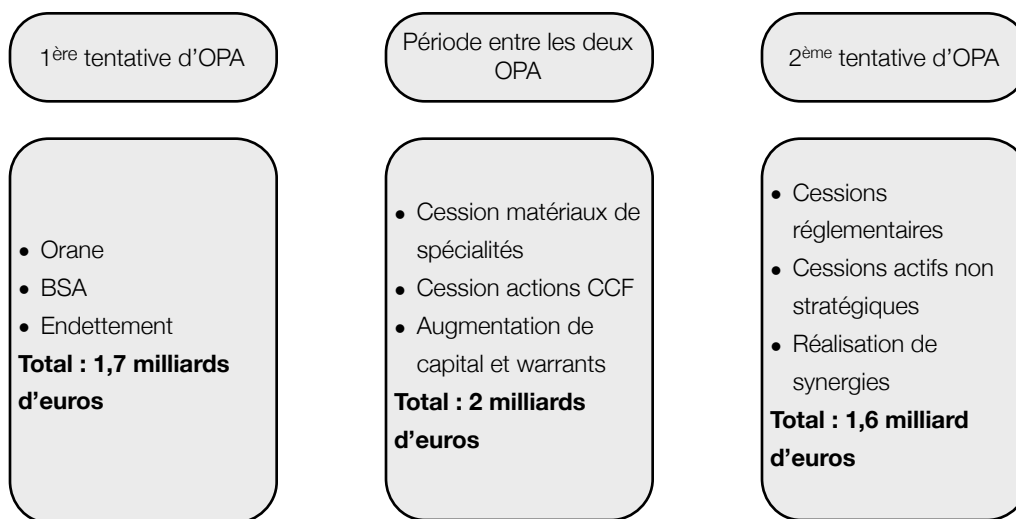 1ère tentative d’OPA
Période entre les deux
OPA
2ème tentative d’OPA
• Orane
• BSA
• Endettement
Total : 1,7 milliards
d’euros
• Cession matériaux de
spécialités
• Cession actions CCF
• Augmentation de
capital et warrants
Total : 2 milliards
d’euros
• Cessions
réglementaires
• Cessions actifs non
stratégiques
• Réalisation de
synergies
Total : 1,6 milliard
d’euros